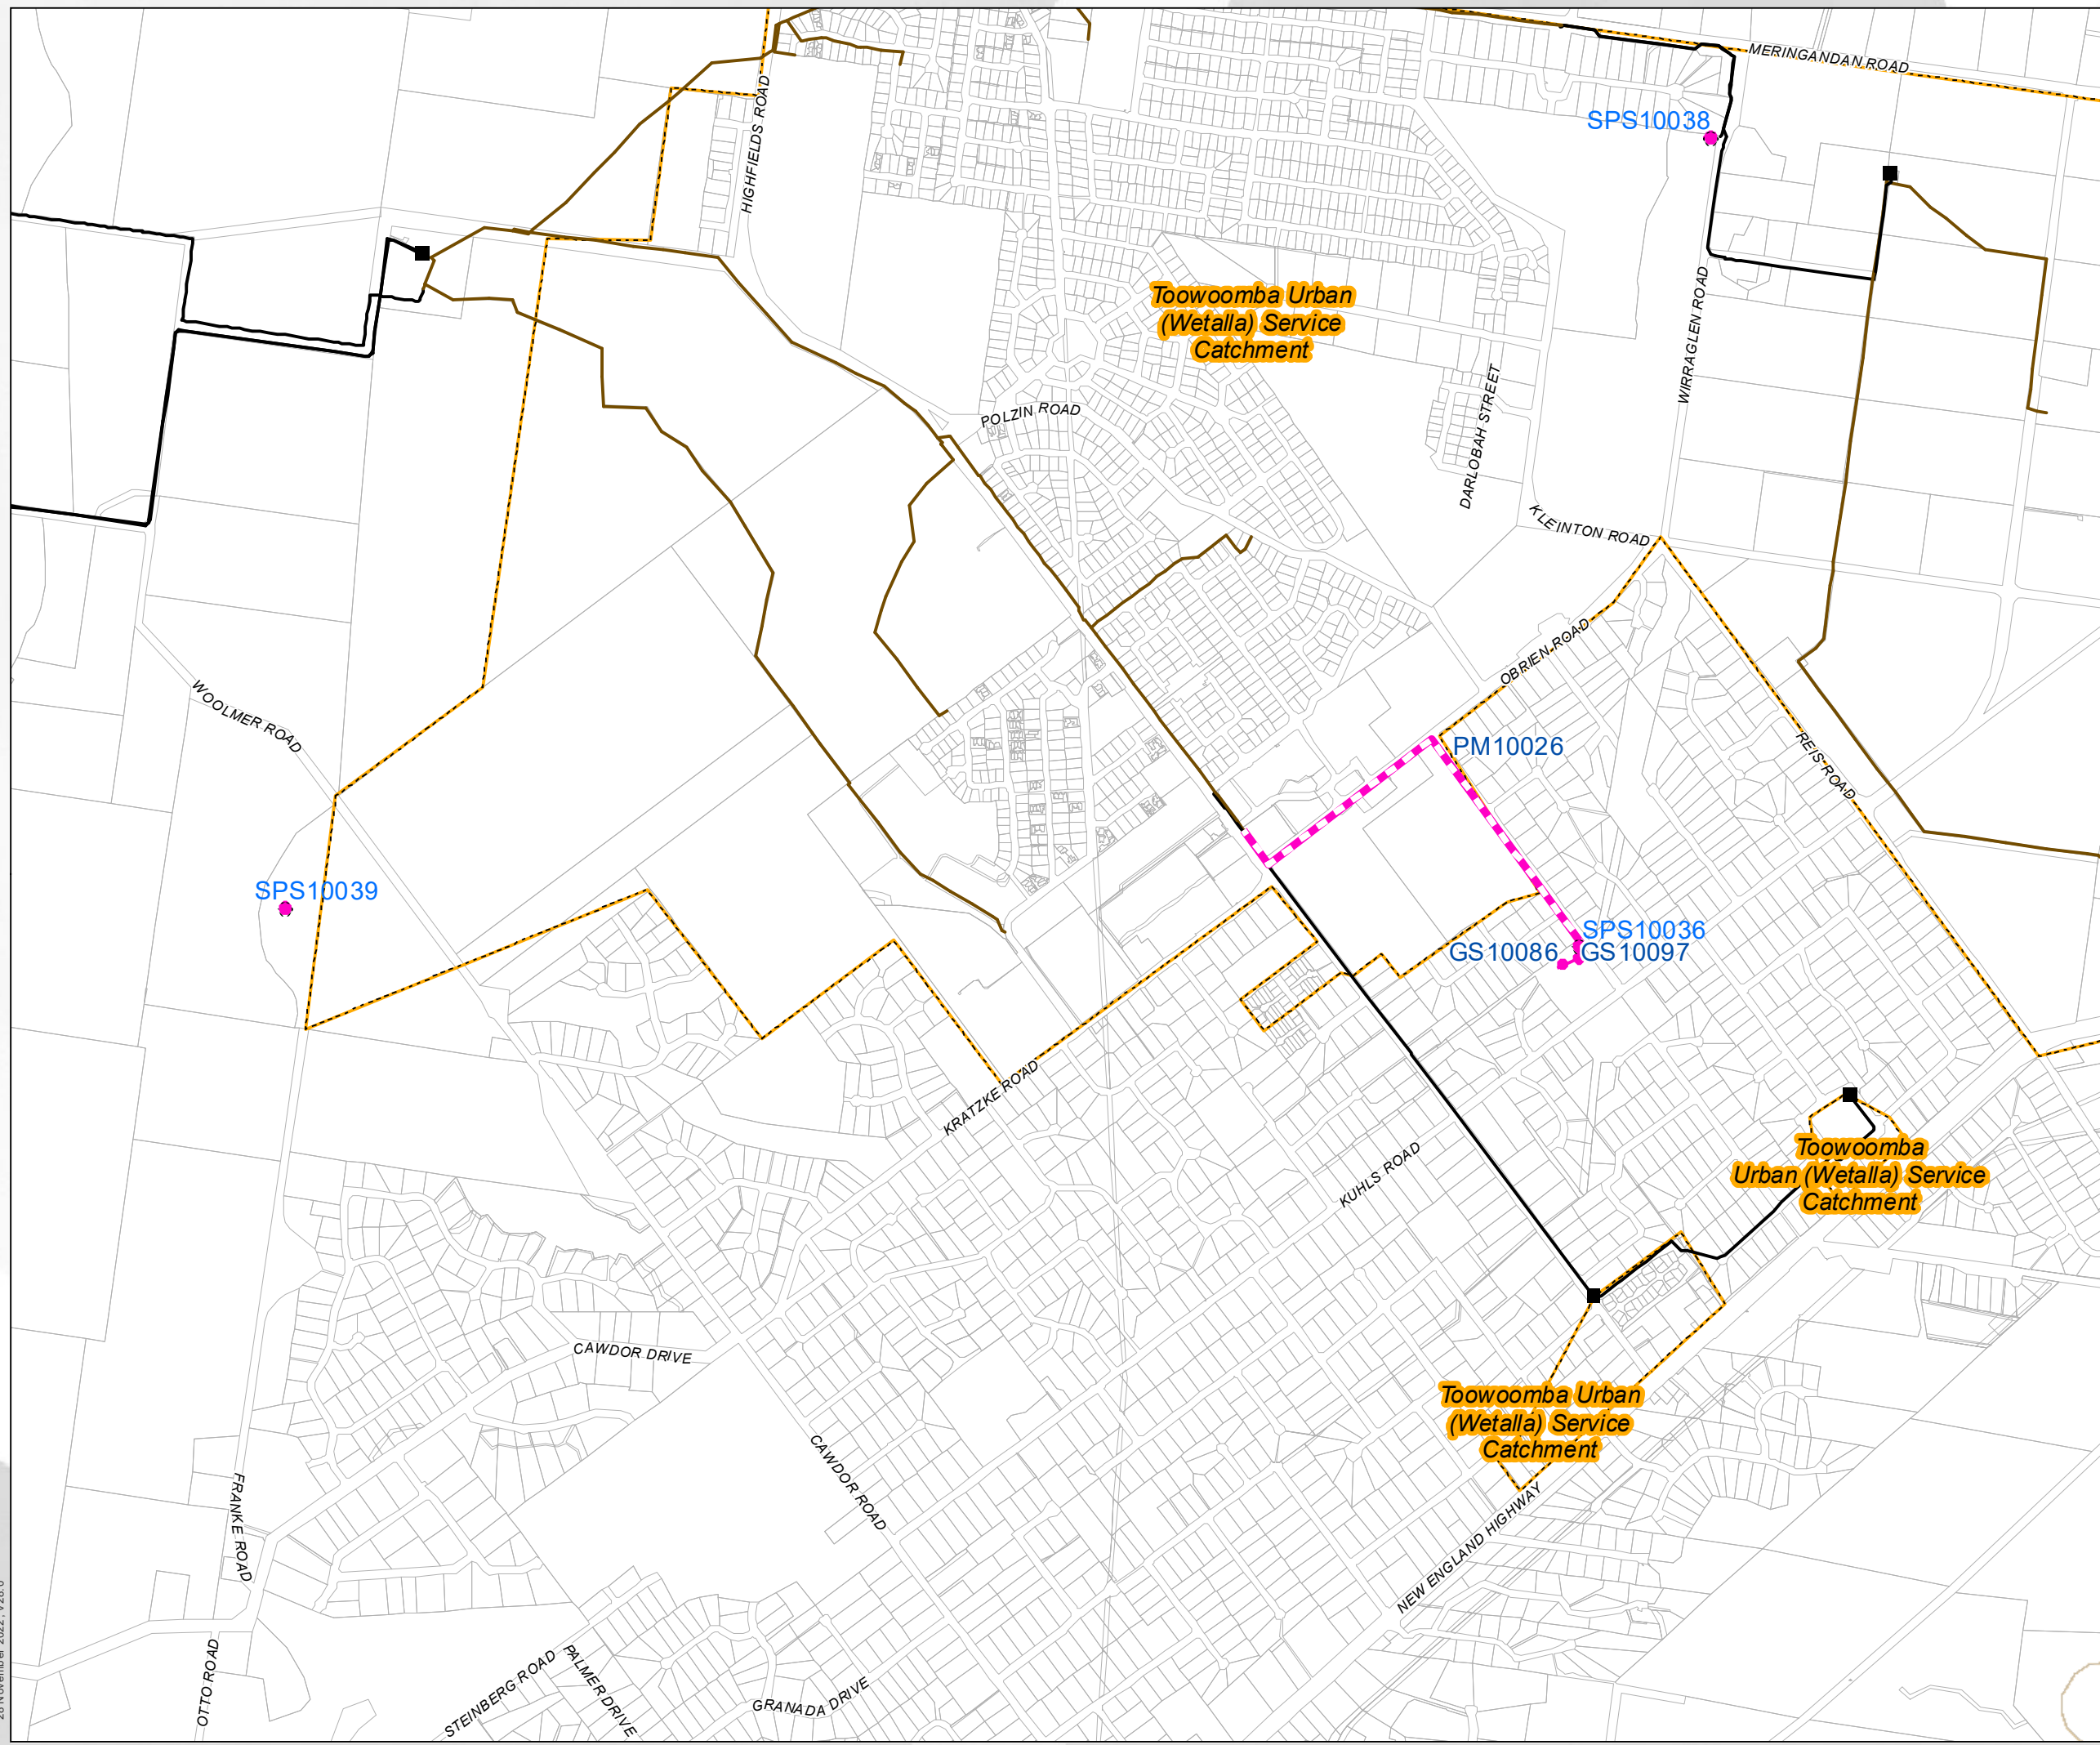 MERINGANDAN ROAD
SPS10038
HIGHFIELDS ROAD
Toowoomba Urban
(Wetalla) Service
Catchment
WIRRAGLEN ROAD
DARLOBAH STREET
POLZIN ROAD
KLEINTON ROAD
OBRIEN ROAD
WOOLMER ROAD
PM10026
REIS ROAD
SPS10039
SPS10036
GS10086
GS10097
KRATZKE ROAD
KUHLS ROAD
Toowoomba
Urban (Wetalla) Service
Catchment
CAWDOR DRIVE
Toowoomba Urban
(Wetalla) Service
Catchment
CAWDOR ROAD
FRANKE ROAD
NEW ENGLAND HIGHWAY
OTTO ROAD
STEINBERG ROAD
PALMER DRIVE
GRANADA DRIVE